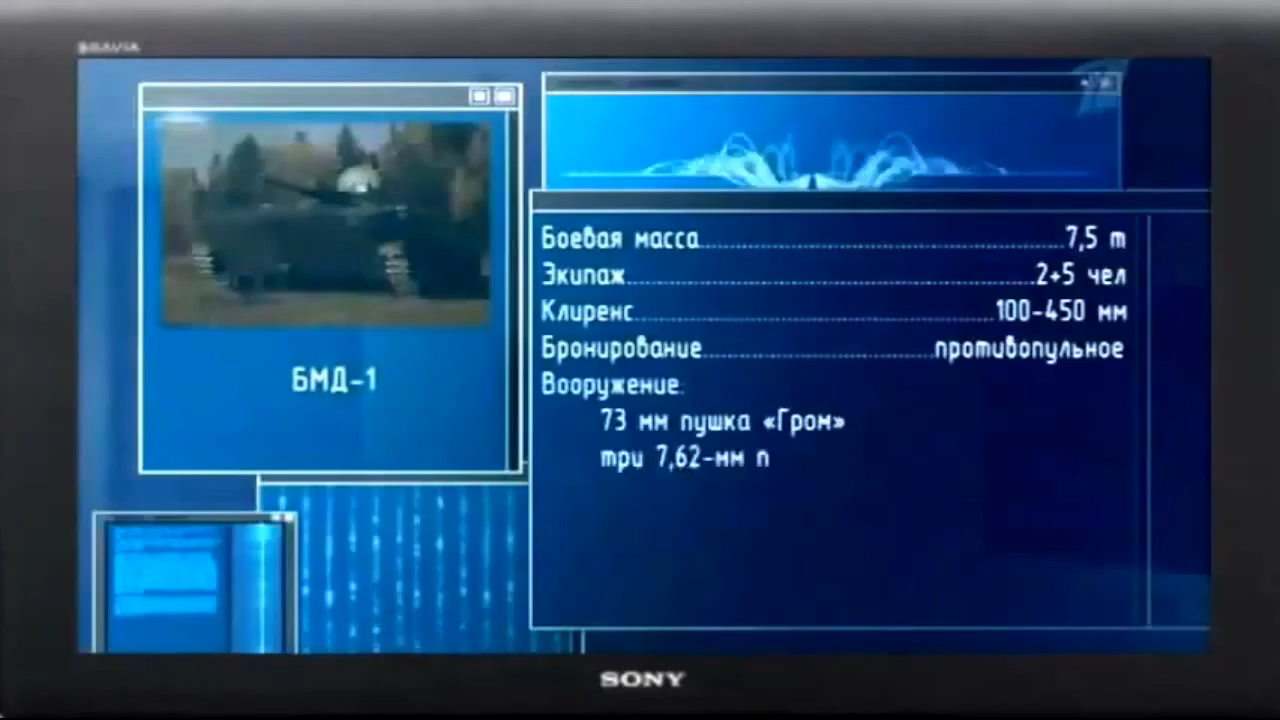 BRAVIA
БМД-1
Боевая масса 7,5 т
Экипаж 2+5 чел
Клиренс 100-450 мм
Бронирование противопульное
Вооружение:
73 мм пушка «Гром»
три 7,62-мм п
SONY